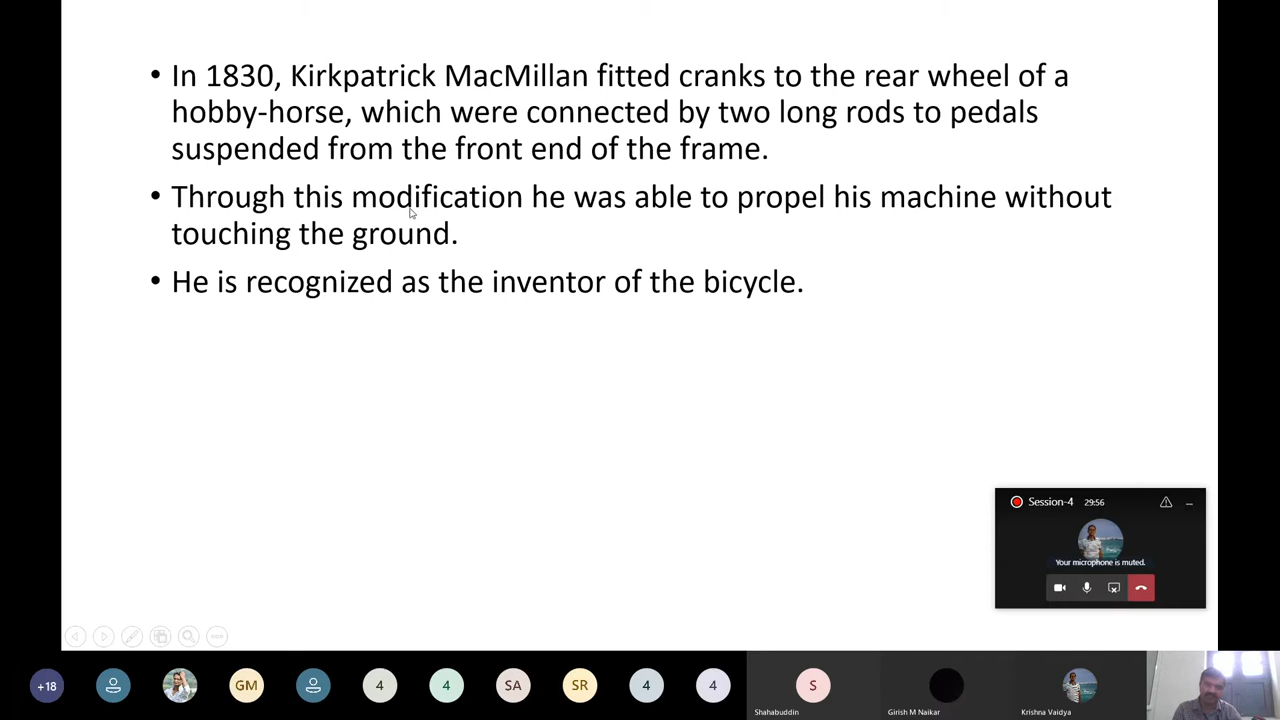 • In 1830, Kirkpatrick MacMillan fitted cranks to the rear wheel of a
hobby-horse, which were connected by two long rods to pedals
suspended from the front end of the frame.
• Through this modification he was able to propel his machine without
touching the ground.
• He is recognized as the inventor of the bicycle.
Session-4 29:56
Your microphone is muted.
+18 GM 4 4 SA SR 4 4 S
Shahabuddin Girish M Naikar Krishna Vaidya